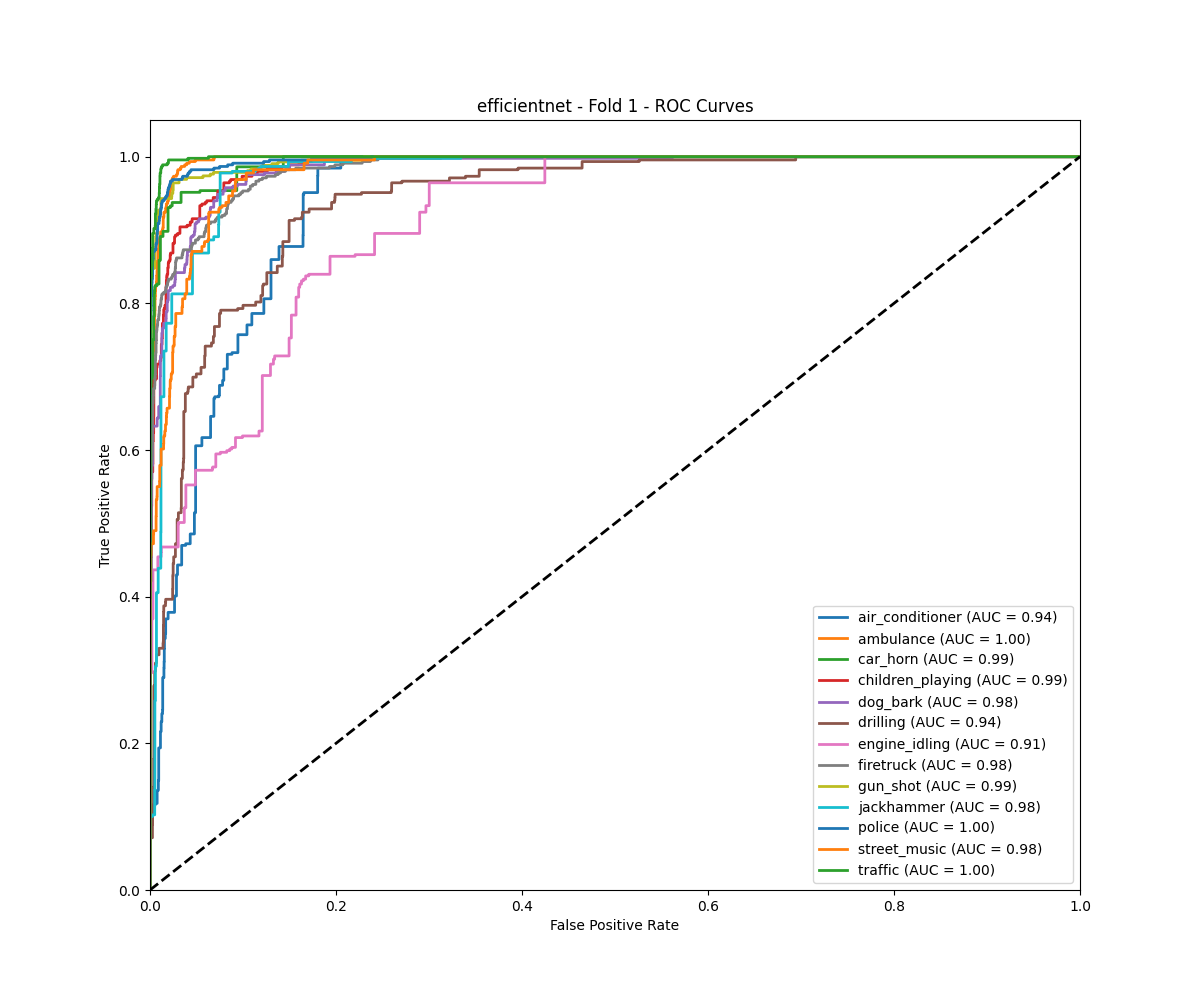 efficientnet - Fold 1 - ROC Curves
1.0
0.8
0.6
0.4
0.2
0.0
True Positive Rate
0.0 0.2 0.4 0.6 0.8 1.0
False Positive Rate
air_conditioner (AUC = 0.94)
ambulance (AUC = 1.00)
car_horn (AUC = 0.99)
children_playing (AUC = 0.99)
dog_bark (AUC = 0.98)
drilling (AUC = 0.94)
engine_idling (AUC = 0.91)
firetruck (AUC = 0.98)
gun_shot (AUC = 0.99)
jackhammer (AUC = 0.98)
police (AUC = 1.00)
street_music (AUC = 0.98)
traffic (AUC = 1.00)